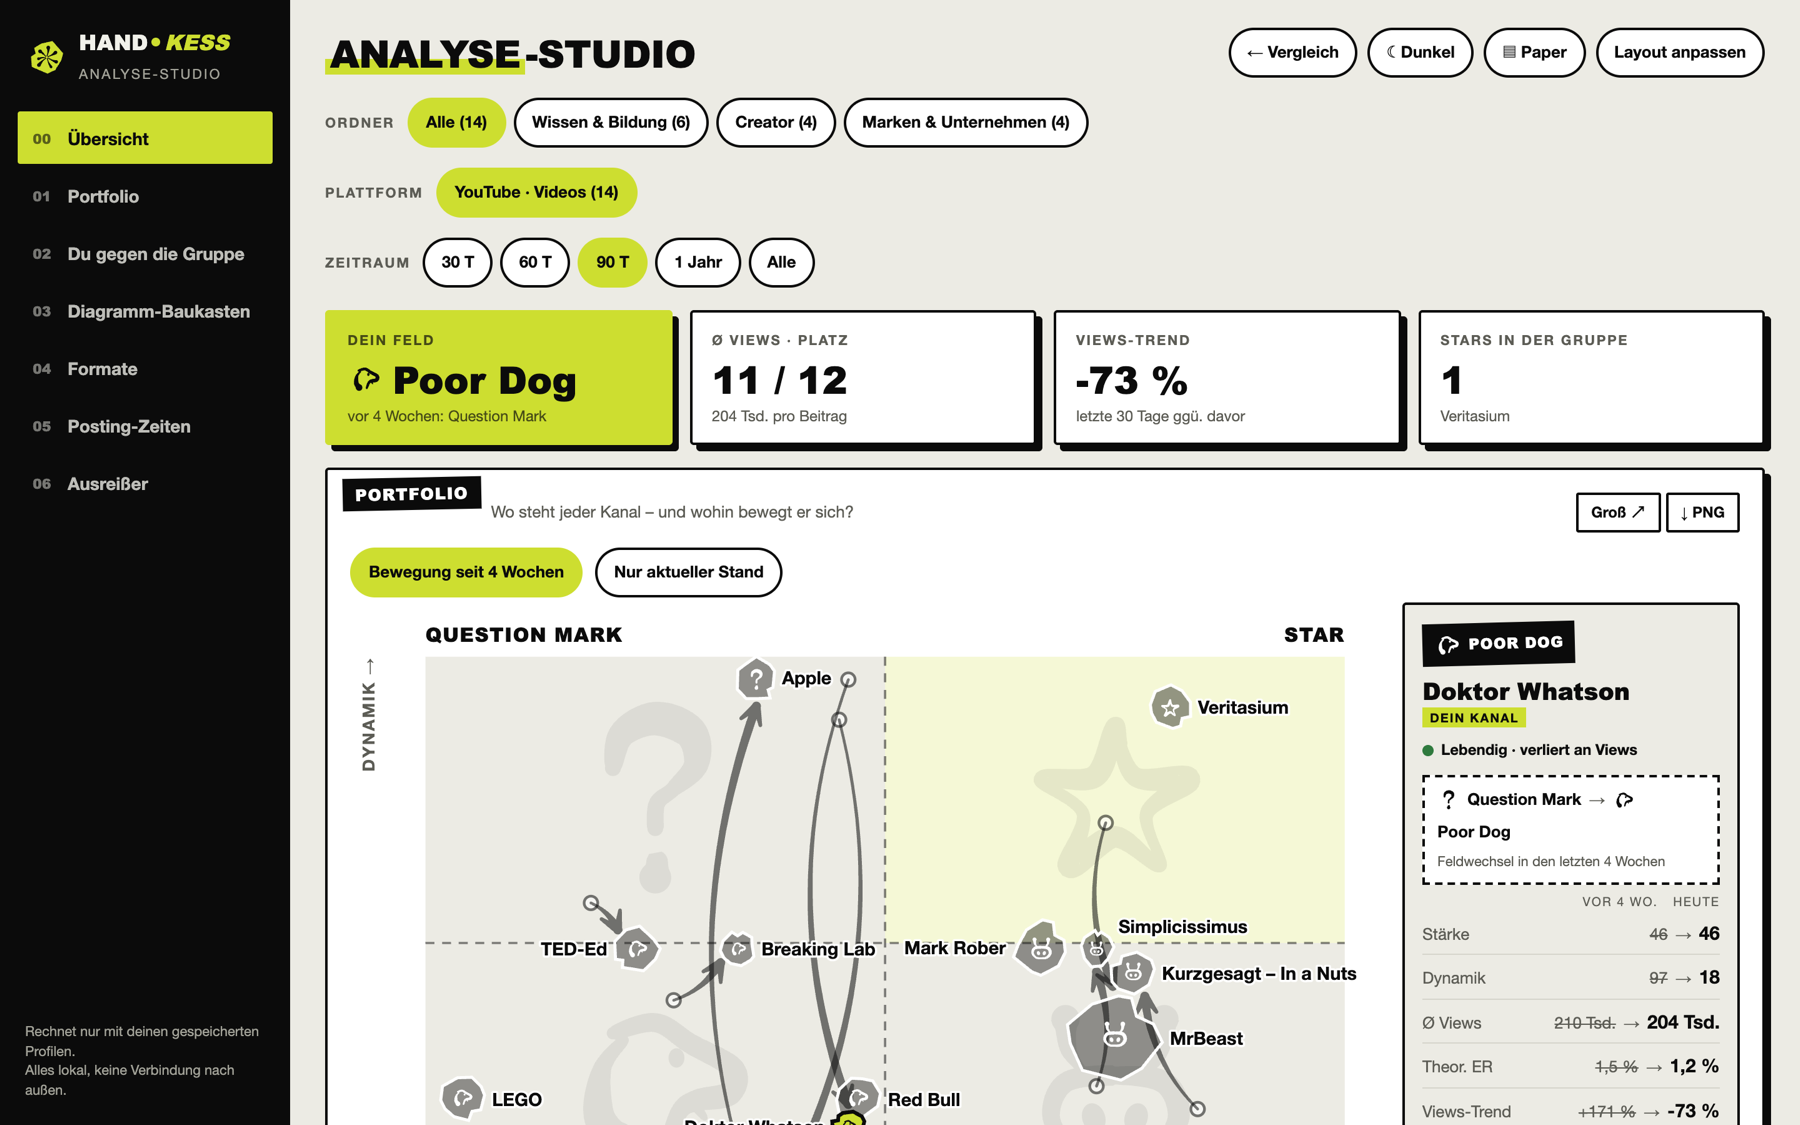 HAND•KESS
ANALYSE-STUDIO
00 Übersicht
01 Portfolio
02 Du gegen die Gruppe
03 Diagramm-Baukasten
04 Formate
05 Posting-Zeiten
06 Ausreißer
Rechnet nur mit deinen gespeicherten
Profilen.
Alles lokal, keine Verbindung nach
außen.
ANALYSE-STUDIO
← Vergleich
☾ Dunkel
▤ Paper
Layout anpassen
ORDNER Alle (14) Wissen & Bildung (6) Creator (4) Marken & Unternehmen (4)
PLATTFORM YouTube · Videos (14)
ZEITRAUM 30 T 60 T 90 T 1 Jahr Alle
DEIN FELD
Poor Dog
vor 4 Wochen: Question Mark
Ø VIEWS · PLATZ
11 / 12
204 Tsd. pro Beitrag
VIEWS-TREND
-73 %
letzte 30 Tage ggü. davor
STARS IN DER GRUPPE
1
Veritasium
PORTFOLIO
Wo steht jeder Kanal – und wohin bewegt er sich?
Groß ↗
↓ PNG
Bewegung seit 4 Wochen
Nur aktueller Stand
QUESTION MARK
STAR
DYNAMIK →
Apple
Veritasium
Simplicissimus
TED-Ed
Breaking Lab
Mark Rober
Kurzgesagt – In a Nuts
MrBeast
LEGO
Red Bull
Doktor Whatson
POOR DOG
Doktor Whatson
DEIN KANAL
Lebendig · verliert an Views
? Question Mark →
Poor Dog
Feldwechsel in den letzten 4 Wochen
VOR 4 WO. HEUTE
Stärke 46 → 46
Dynamik 97 → 18
Ø Views 210 Tsd. → 204 Tsd.
Theor. ER 1,5 % → 1,2 %
Views-Trend +171 % → -73 %